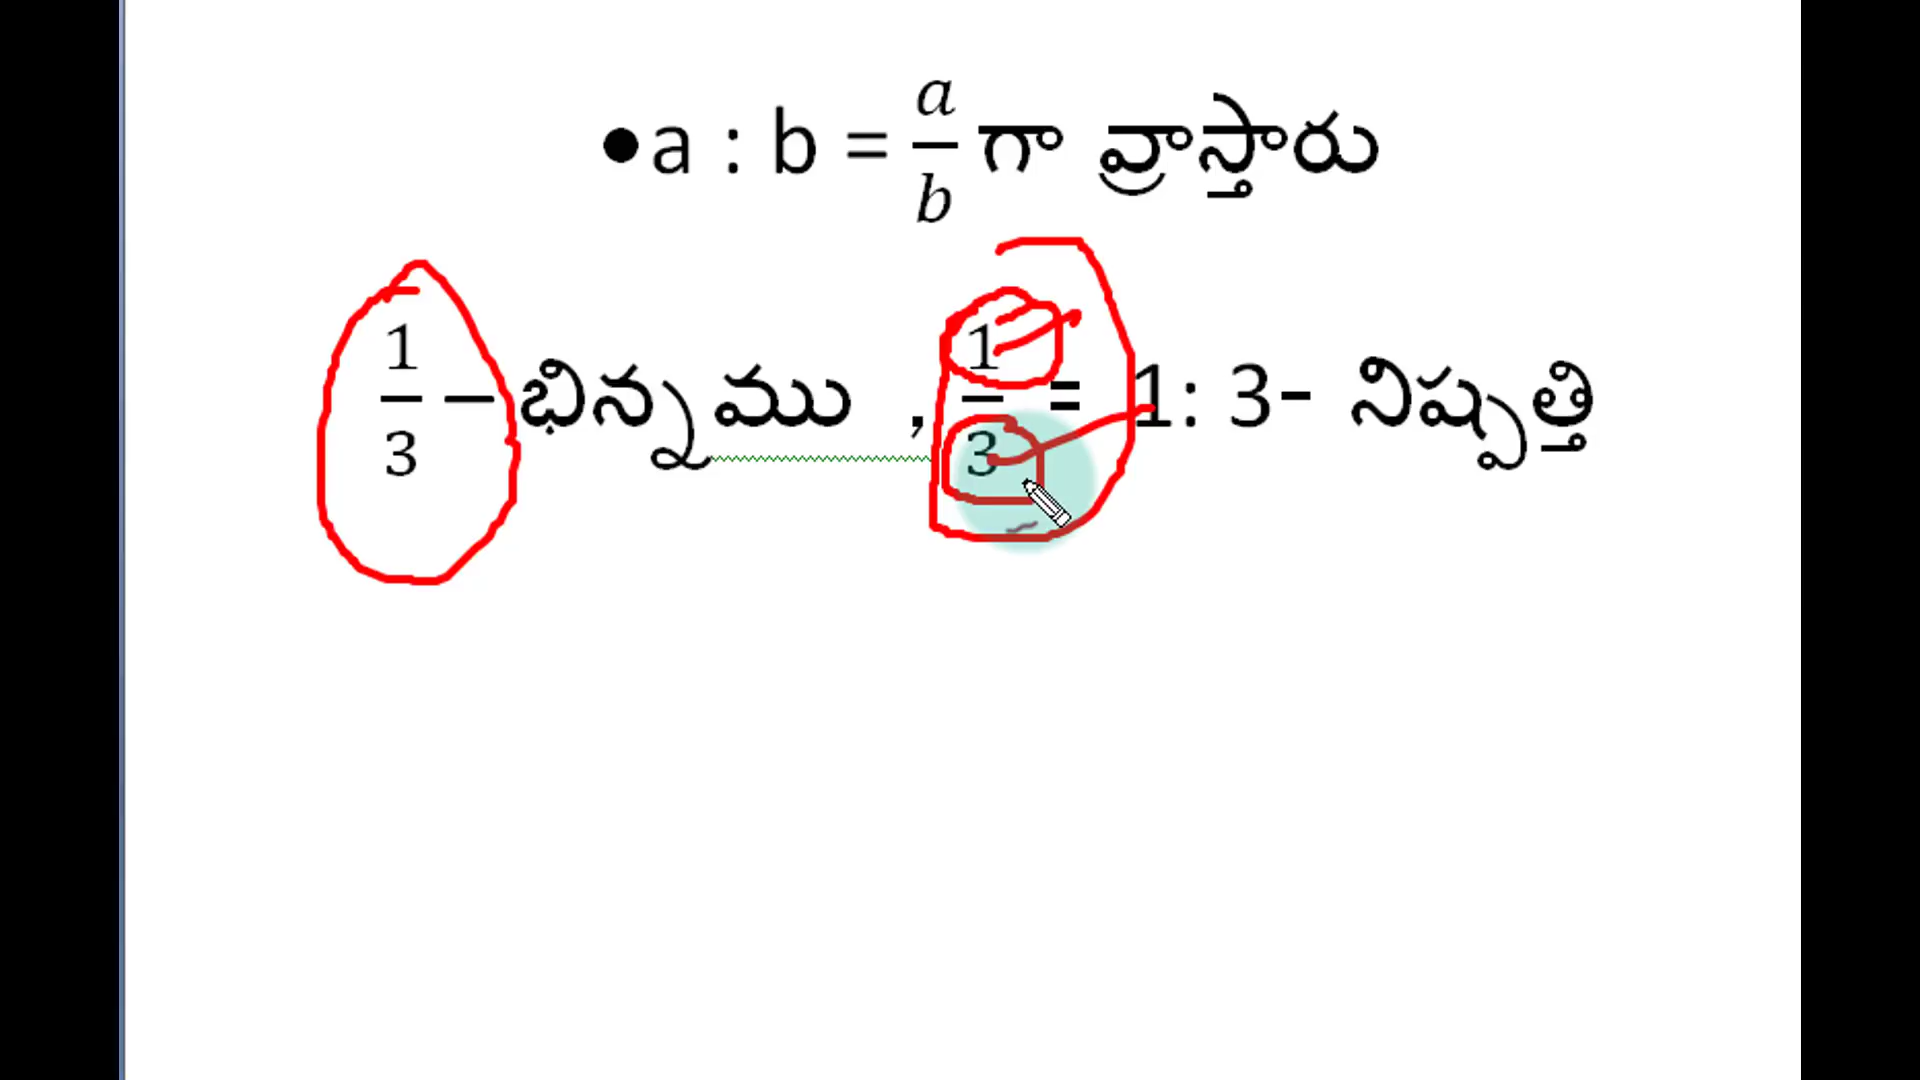 •a : b = a/b గా వ్రాస్తారు
1/3 – భిన్నము , 1/3 = 1: 3- నిష్పత్తి